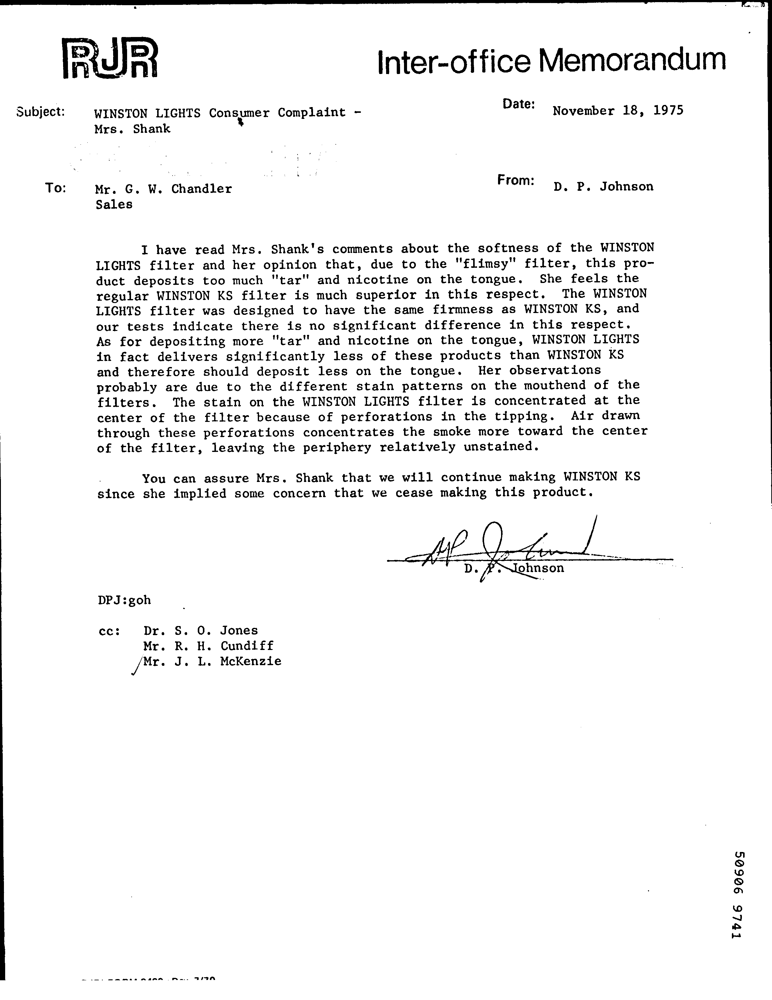 RJR
Inter-office Memorandum
Subject: WINSTON LIGHTS Consumer Complaint -
Mrs. Shank
Date: November 18, 1975
To: Mr. G. W. Chandler
Sales
From: D. P. Johnson
I have read Mrs. Shank's comments about the softness of the WINSTON
LIGHTS filter and her opinion that, due to the "flimsy" filter, this pro-
duct deposits too much "tar" and nicotine on the tongue. She feels the
regular WINSTON KS filter is much superior in this respect. The WINSTON
LIGHTS filter was designed to have the same firmness as WINSTON KS, and
our tests indicate there is no significant difference in this respect.
As for depositing more "tar" and nicotine on the tongue, WINSTON LIGHTS
in fact delivers significantly less of these products than WINSTON KS
and therefore should deposit less on the tongue. Her observations
probably are due to the different stain patterns on the mouthend of the
filters. The stain on the WINSTON LIGHTS filter is concentrated at the
center of the filter because of perforations in the tipping. Air drawn
through these perforations concentrates the smoke more toward the center
of the filter, leaving the periphery relatively unstained.
You can assure Mrs. Shank that we will continue making WINSTON KS
since she implied some concern that we cease making this product.
D. P. Johnson
DPJ:goh
cc: Dr. S. O. Jones
Mr. R. H. Cundiff
Mr. J. L. McKenzie
50906 9741